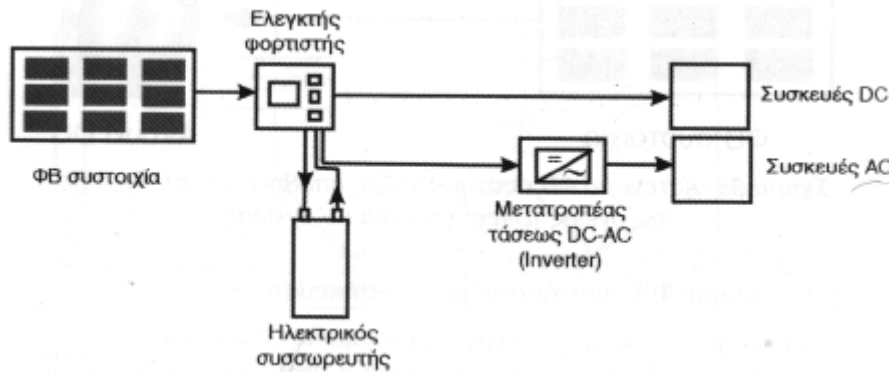 Ελεγκτής
φορτιστής
ΦΒ συστοιχία
Συσκευές DC
Συσκευές AC
Μετατροπέας
τάσεως DC-AC
(Inverter)
Ηλεκτρικός
συσσωρευτής